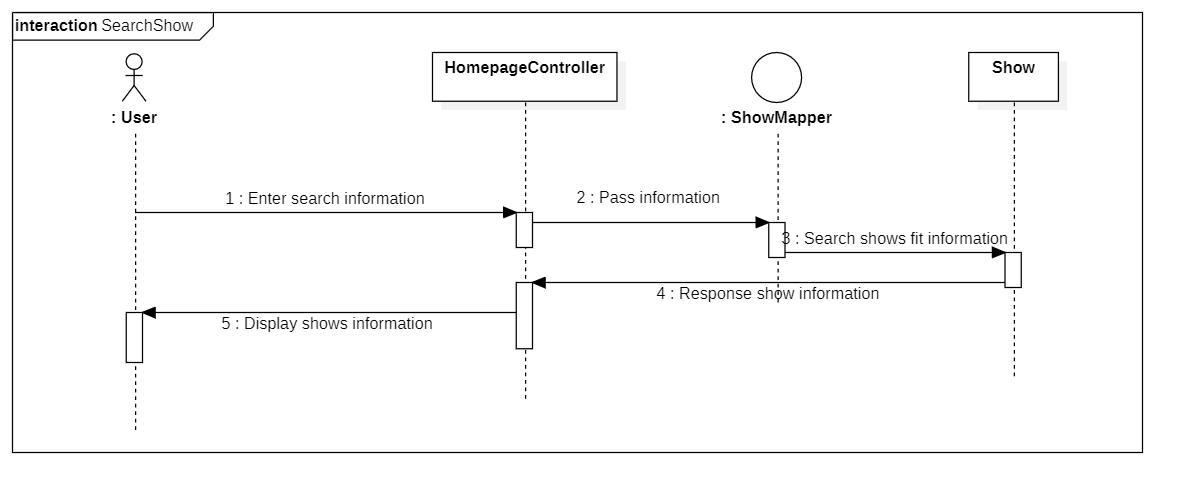 interaction SearchShow
HomepageController
Show
: User
: ShowMapper
1 : Enter search information
2 : Pass information
3 : Search shows fit information
4 : Response show information
5 : Display shows information